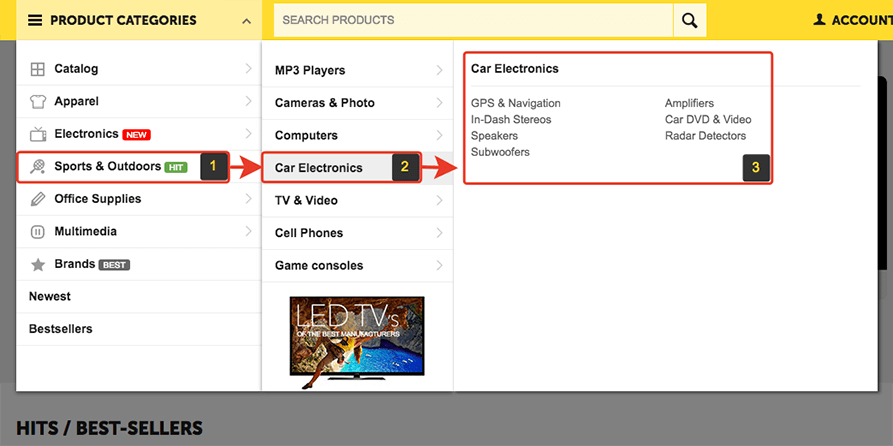 PRODUCT CATEGORIES
SEARCH PRODUCTS
ACCOUNT
Catalog
Apparel
Electronics NEW
Sports & Outdoors HIT 1
Office Supplies
Multimedia
Brands BEST
Newest
Bestsellers
MP3 Players
Cameras & Photo
Computers
Car Electronics 2
TV & Video
Cell Phones
Game consoles
LED TV's
OF THE BEST MANUFACTURERS
Car Electronics
GPS & Navigation
In-Dash Stereos
Speakers
Subwoofers
Amplifiers
Car DVD & Video
Radar Detectors
3
HITS / BEST-SELLERS